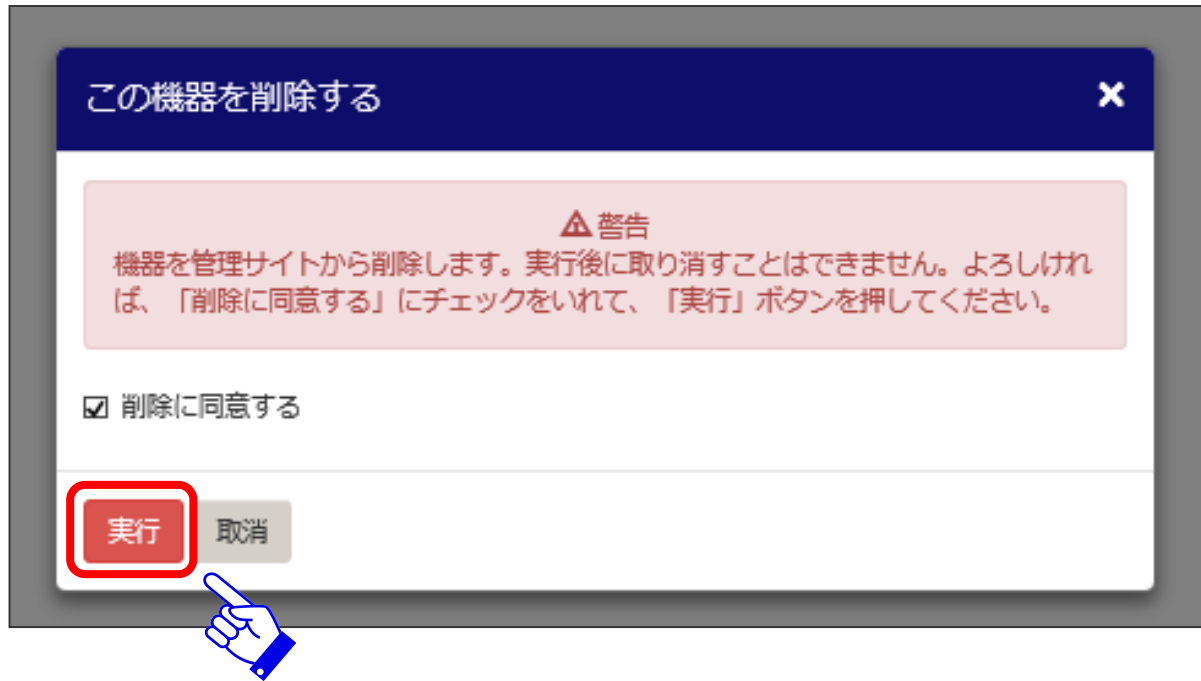 この機器を削除する
警告
機器を管理サイトから削除します。実行後に取り消すことはできません。よろしけれ
ば、「削除に同意する」にチェックをいれて、「実行」ボタンを押してください。
削除に同意する
実行 取消